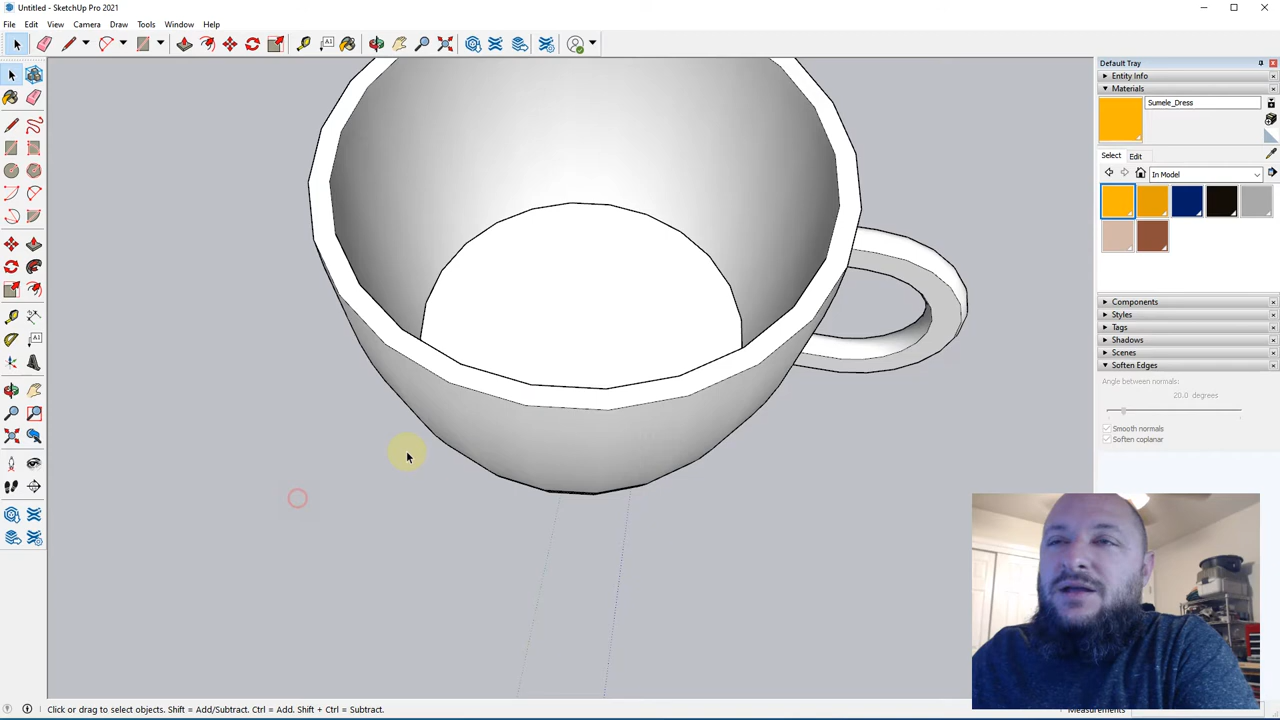 Untitled - SketchUp Pro 2021
File Edit View Camera Draw Tools Window Help
Default Tray
Entity Info
Materials
Sumele_Dress
Select Edit
In Model
Components
Styles
Tags
Shadows
Scenes
Soften Edges
Angle between normals:
20.0 degrees
Smooth normals
Soften coplanar
Click or drag to select objects. Shift = Add/Subtract. Ctrl = Add. Shift + Ctrl = Subtract.
Measurements